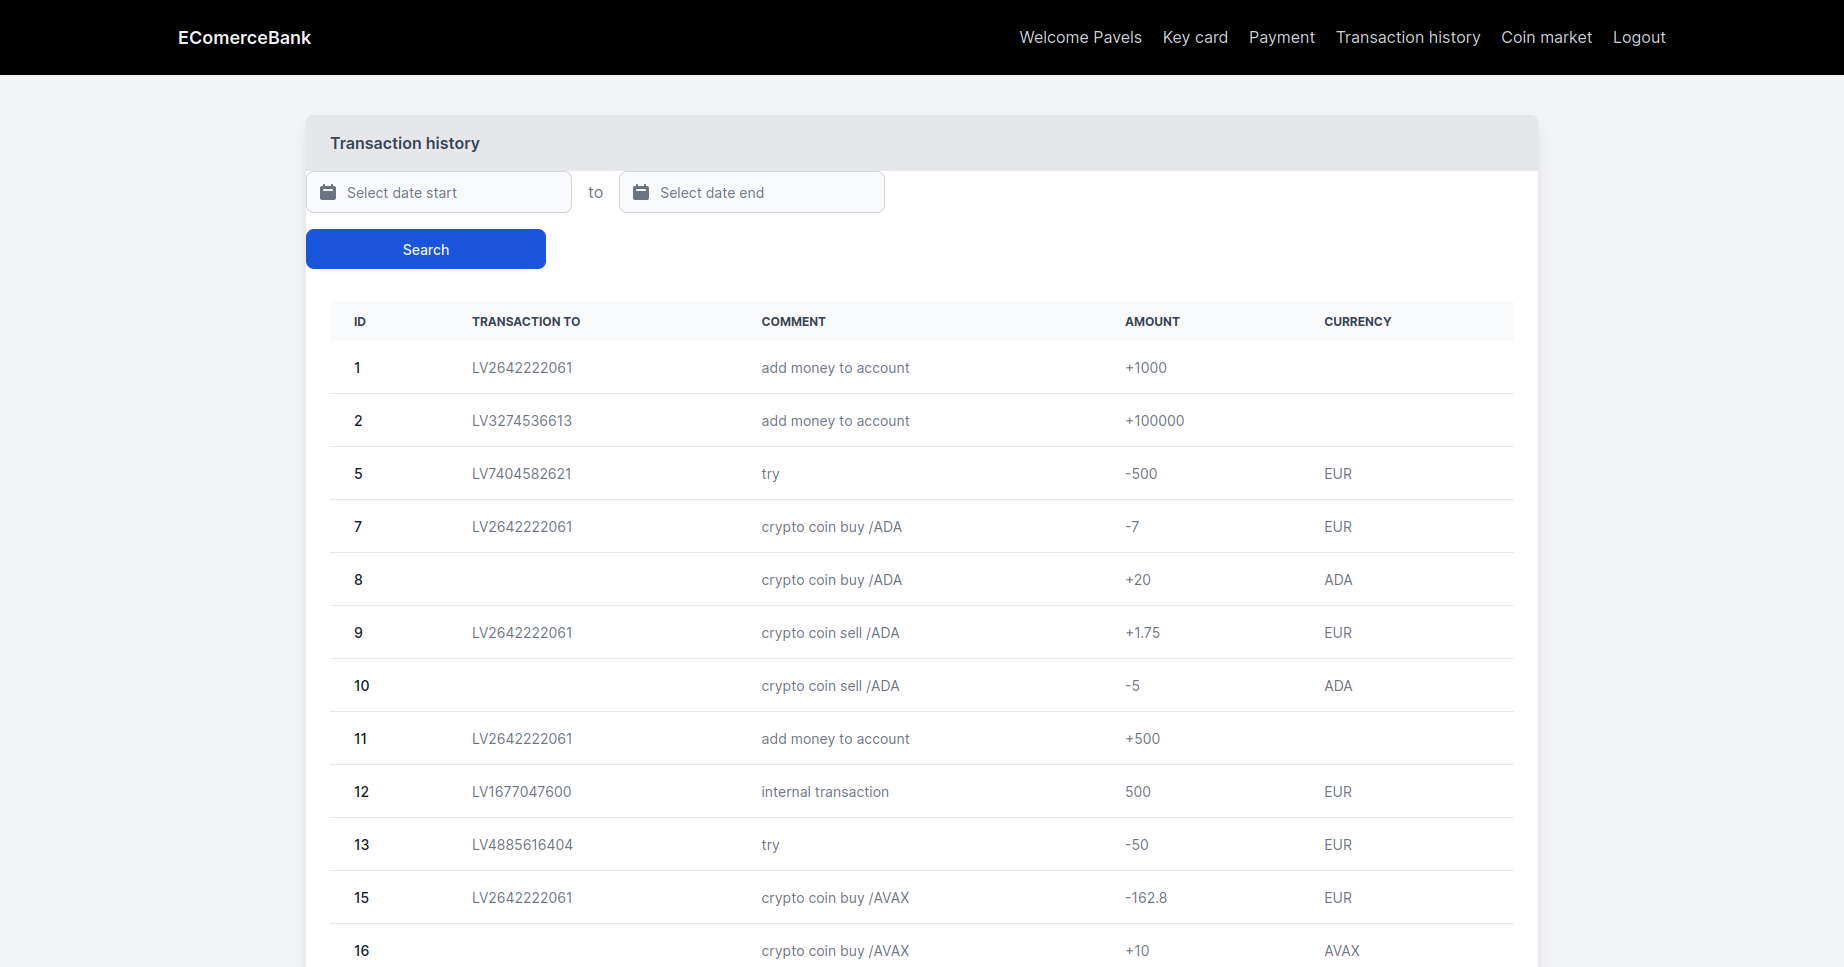 EComerceBank Welcome Pavels Key card Payment Transaction history Coin market Logout
Transaction history
Select date start to Select date end
Search
ID TRANSACTION TO COMMENT AMOUNT CURRENCY
1 LV2642222061 add money to account +1000
2 LV3274536613 add money to account +100000
5 LV7404582621 try -500 EUR
7 LV2642222061 crypto coin buy /ADA -7 EUR
8 crypto coin buy /ADA +20 ADA
9 LV2642222061 crypto coin sell /ADA +1.75 EUR
10 crypto coin sell /ADA -5 ADA
11 LV2642222061 add money to account +500
12 LV1677047600 internal transaction 500 EUR
13 LV4885616404 try -50 EUR
15 LV2642222061 crypto coin buy /AVAX -162.8 EUR
16 crypto coin buy /AVAX +10 AVAX